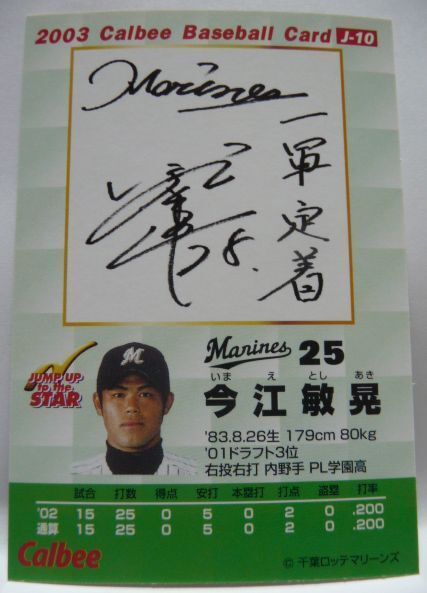 2003 Calbee Baseball Card J-10
Marines
一軍定着
25.
JUMP UP
to the
STAR
Marines 25
いま え とし あき
今江敏晃
'83.8.26生 179cm 80kg
'01ドラフト3位
右投右打 内野手 PL学園高
試合 打数 得点 安打 本塁打 打点 盗塁 打率
'02 15 25 0 5 0 2 0 .200
通算 15 25 0 5 0 2 0 .200
Calbee
© 千葉ロッテマリーンズ